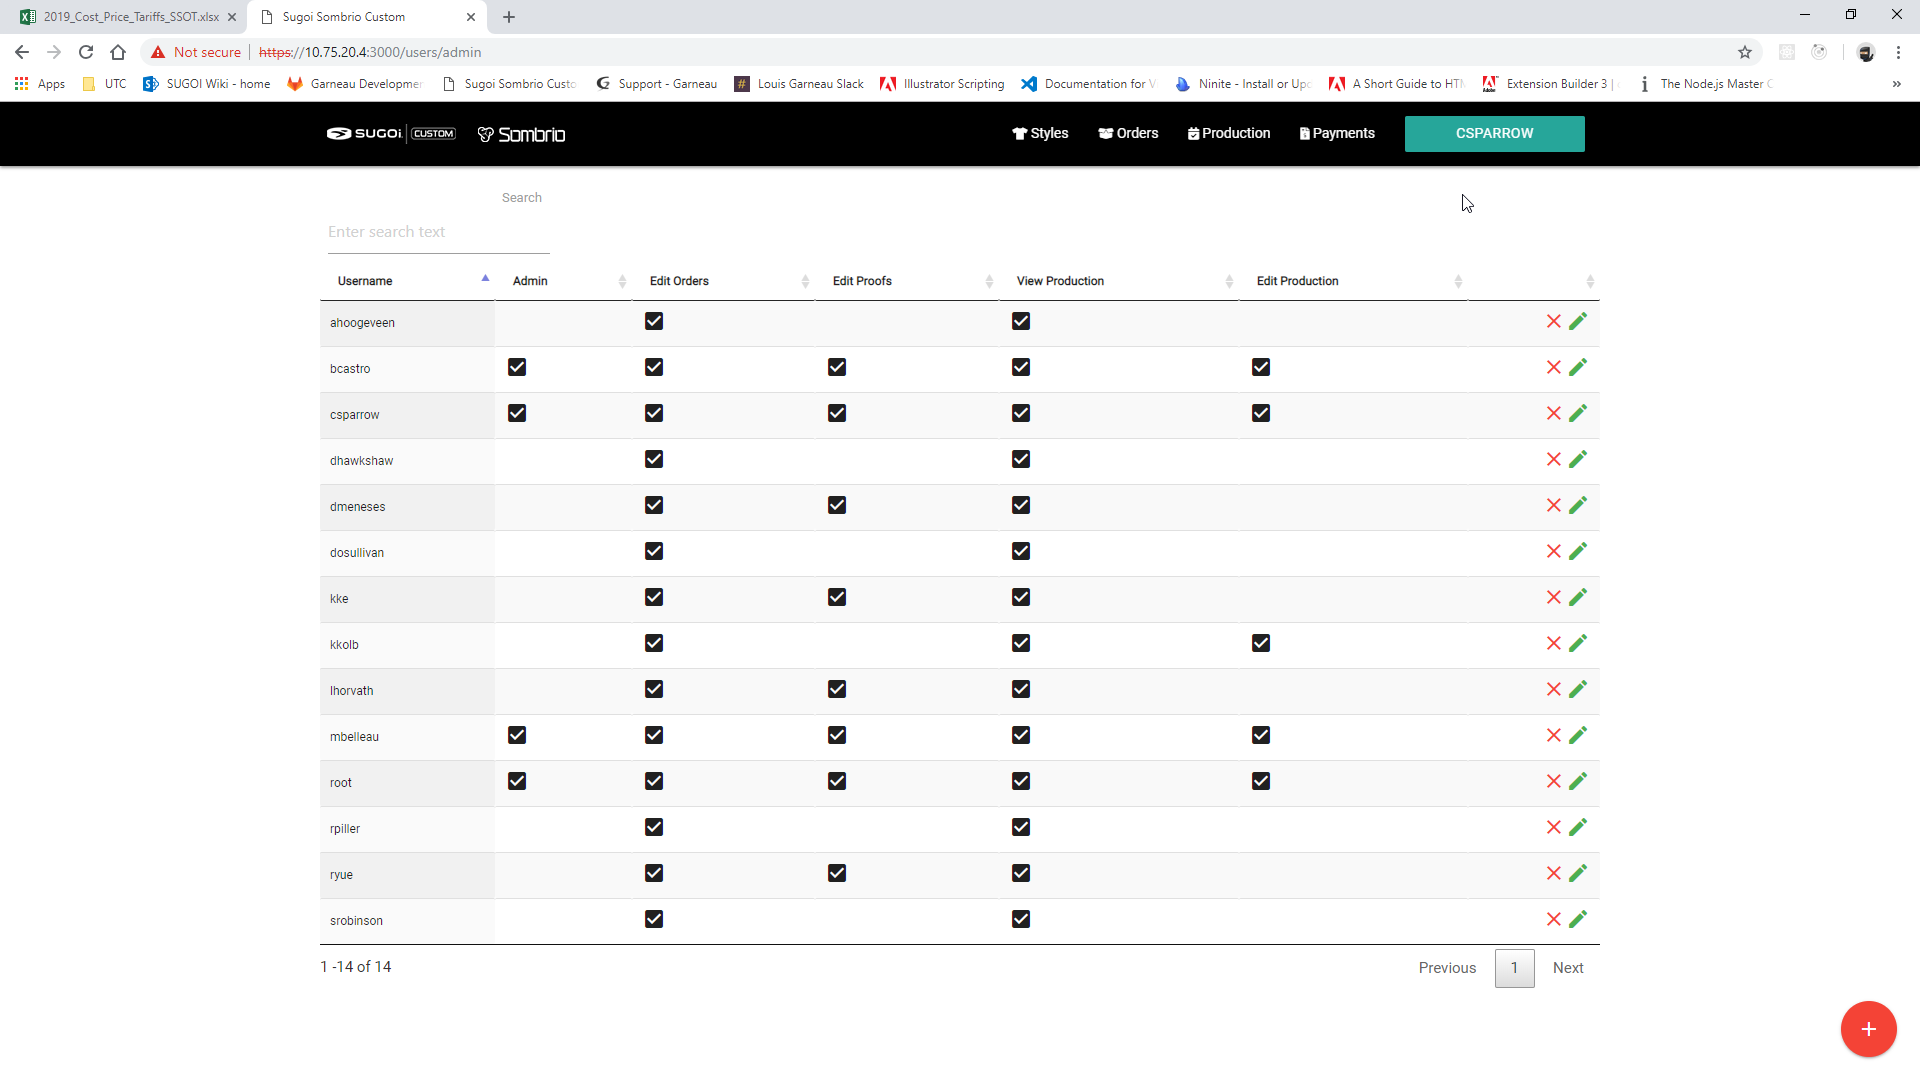 2019_Cost_Price_Tariffs_SSOT.xlsx
Sugoi Sombrio Custom
Not secure
https://10.75.20.4:3000/users/admin
Apps
UTC
SUGOI Wiki - home
Garneau Developmer
Sugoi Sombrio Custo
Support - Garneau
Louis Garneau Slack
Illustrator Scripting
Documentation for V
Ninite - Install or Upd
A Short Guide to HTM
Extension Builder 3 |
The Node.js Master C
SUGOi CUSTOM
Sombrio
Styles
Orders
Production
Payments
CSPARROW
Search
Enter search text
Username Admin Edit Orders Edit Proofs View Production Edit Production
ahoogeveen
bcastro
csparrow
dhawkshaw
dmeneses
dosullivan
kke
kkolb
lhorvath
mbelleau
root
rpiller
ryue
srobinson
1 -14 of 14
Previous 1 Next